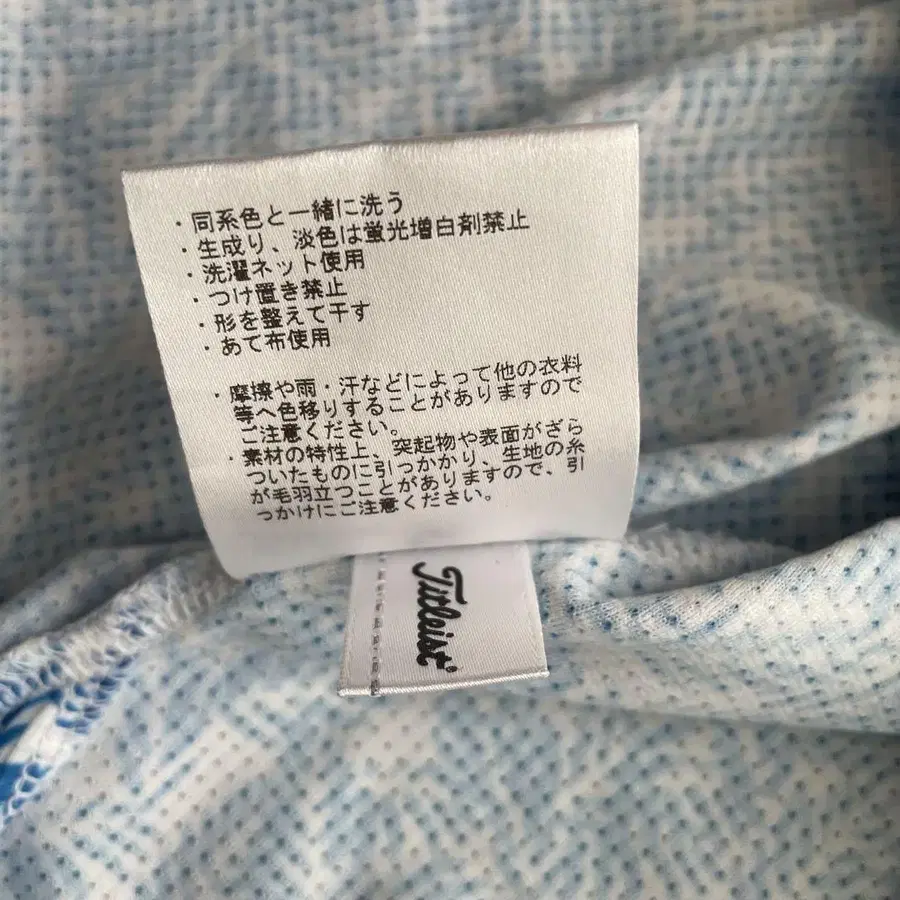 ・同系色と一緒に洗う
・生成り、淡色は蛍光増白剤禁止
・洗濯ネット使用
・つけ置き禁止
・形を整えて干す
・あて布使用
・摩擦や雨・汗などによって他の衣料
等へ色移りすることがありますので
ご注意ください。
・素材の特性上、突起物や表面がざら
ついたものに引っかかり、生地の糸
が毛羽立つことがありますので、引
っかけにご注意ください。
Titleist